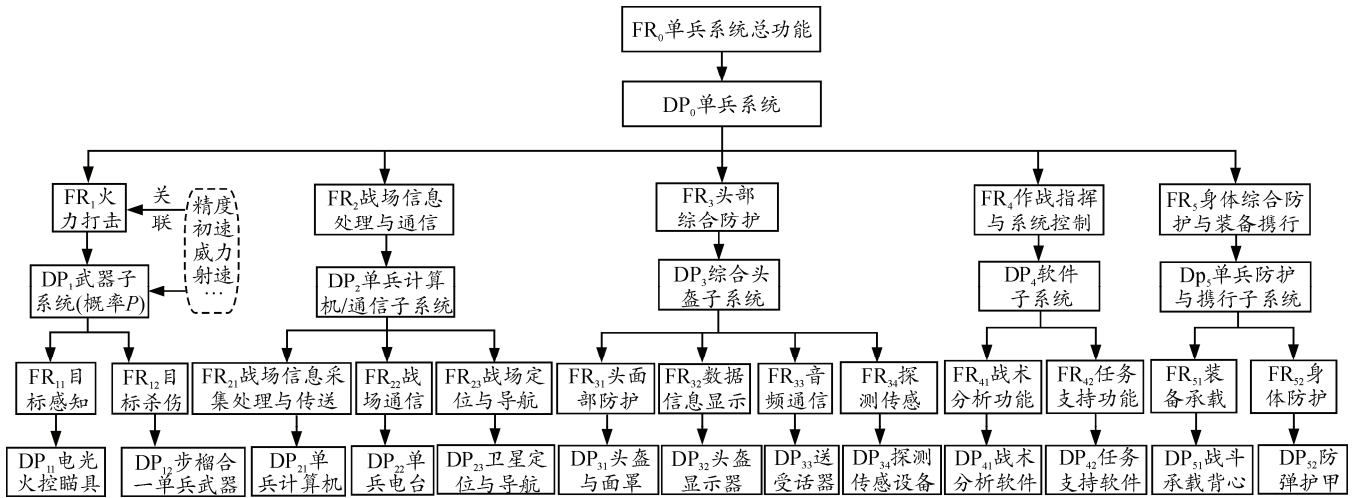 FR₀单兵系统总功能
DP₀单兵系统
FR₁火
力打击
关
联
精度
初速
威力
射速
…
FR₂战场信息
处理与通信
FR₃头部
综合防护
FR₄作战指挥
与系统控制
FR₅身体综合防
护与装备携行
DP₁武器子
系统(概率P)
DP₂单兵计算
机/通信子系统
DP₃综合头
盔子系统
DP₄软件
子系统
Dp₅单兵防护
与携行子系统
FR₁₁目
标感知
FR₁₂目
标杀伤
FR₂₁战场信息采
集处理与传送
FR₂₂战
场通信
FR₂₃战场定
位与导航
FR₃₁头面
部防护
FR₃₂数据
信息显示
FR₃₃音
频通信
FR₃₄探
测传感
FR₄₁战术
分析功能
FR₄₂任务
支持功能
FR₅₁装
备承载
FR₅₂身
体防护
DP₁₁电光
火控瞄具
DP₁₂步榴合
一单兵武器
DP₂₁单
兵计算机
DP₂₂单
兵电台
DP₂₃卫星定
位与导航
DP₃₁头盔
与面罩
DP₃₂头盔
显示器
DP₃₃送
受话器
DP₃₄探测
传感设备
DP₄₁战术
分析软件
DP₄₂任务
支持软件
DP₅₁战斗
承载背心
DP₅₂防
弹护甲